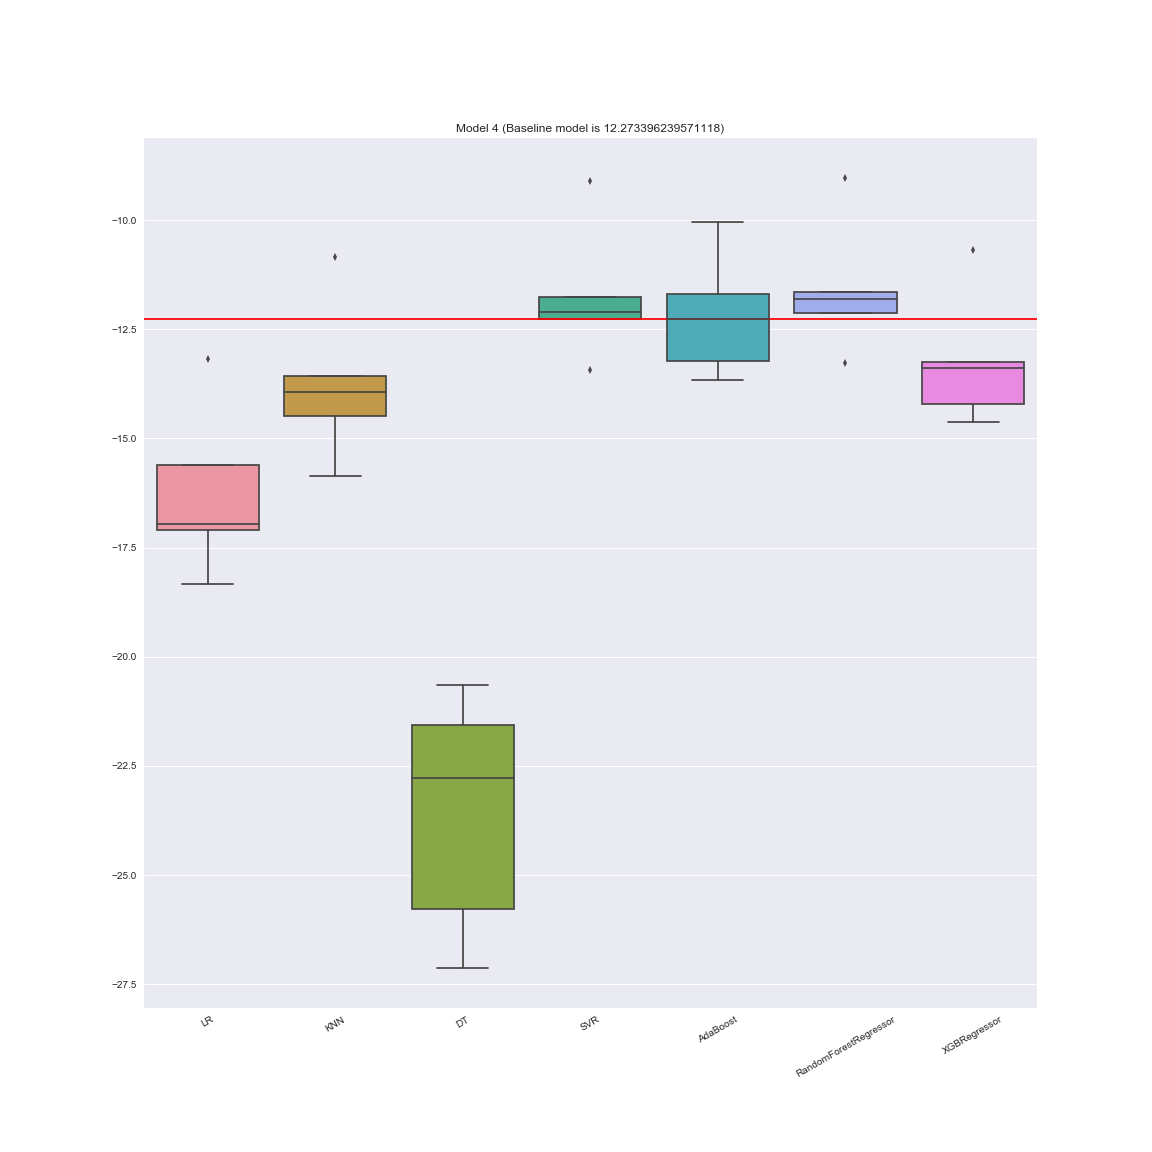 Model 4 (Baseline model is 12.273396239571118)
−10.0
−12.5
−15.0
−17.5
−20.0
−22.5
−25.0
−27.5
LR
KNN
DT
SVR
AdaBoost
RandomForestRegressor
XGBRegressor